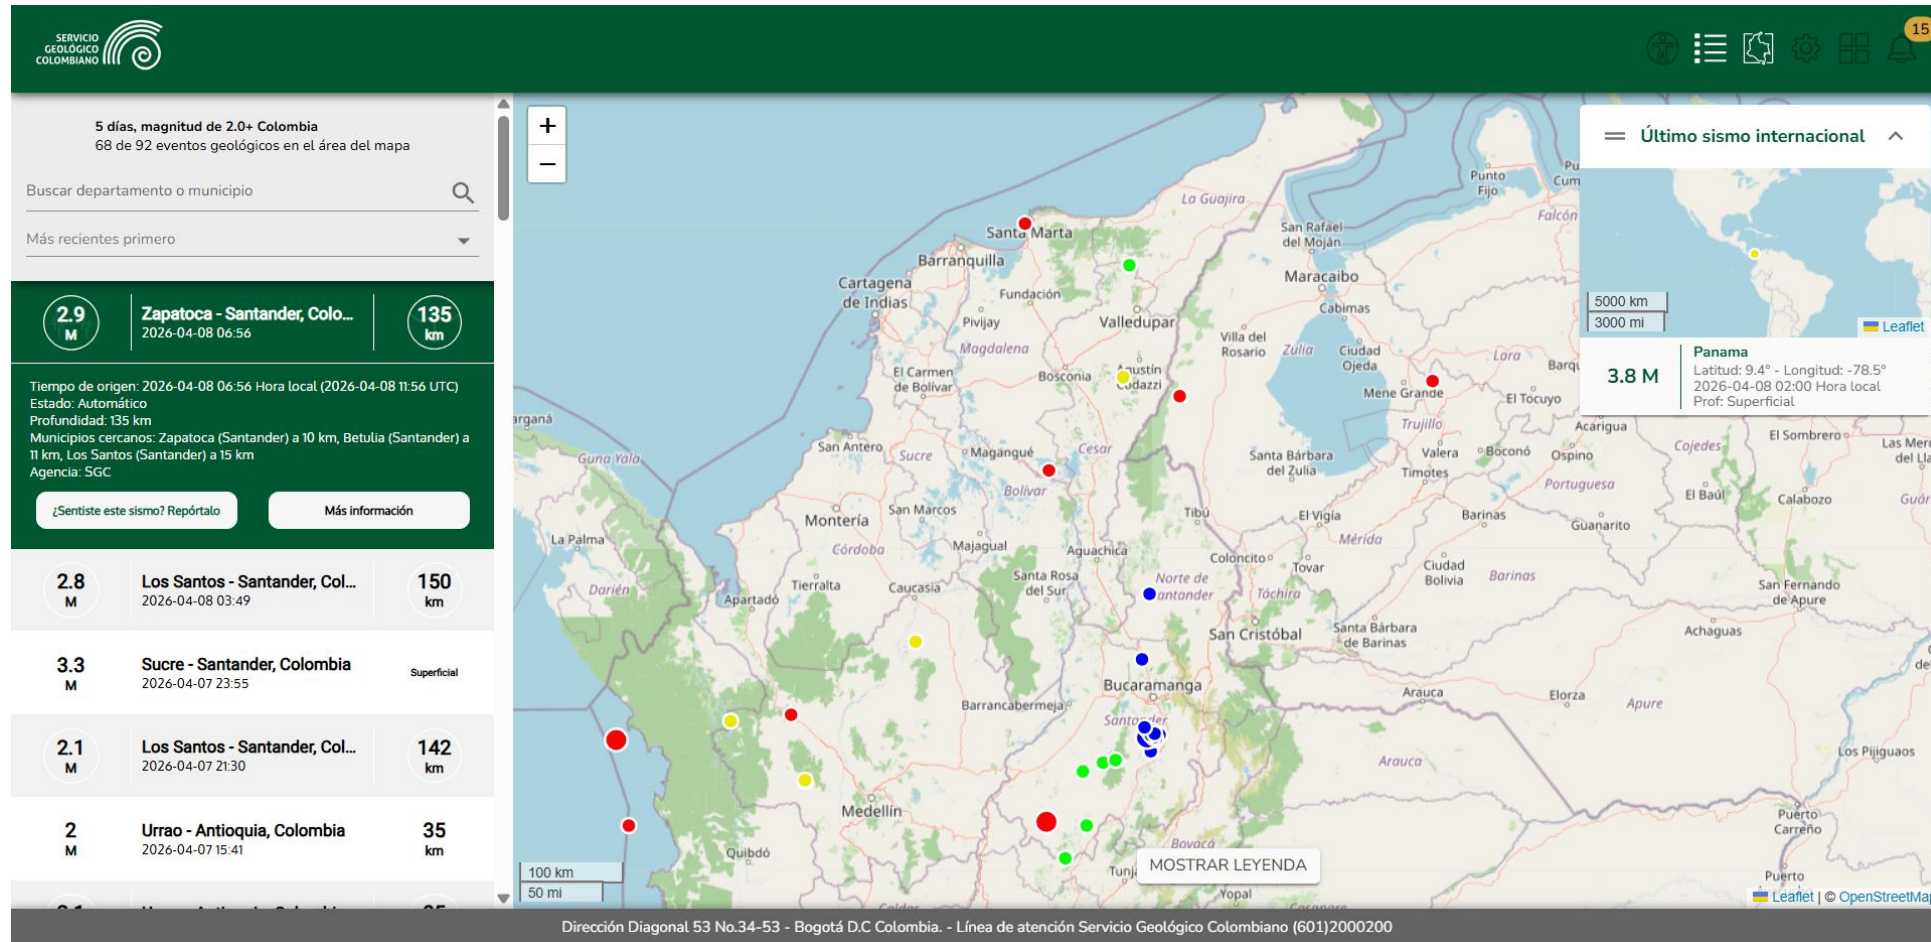 SERVICIO
GEOLÓGICO
COLOMBIANO
15
5 días, magnitud de 2.0+ Colombia
68 de 92 eventos geológicos en el área del mapa
Buscar departamento o municipio
Más recientes primero
2.9
M
Zapatoca - Santander, Colo...
2026-04-08 06:56
135
km
Tiempo de origen: 2026-04-08 06:56 Hora local (2026-04-08 11:56 UTC)
Estado: Automático
Profundidad: 135 km
Municipios cercanos: Zapatoca (Santander) a 10 km, Betulia (Santander) a
11 km, Los Santos (Santander) a 15 km
Agencia: SGC
¿Sentiste este sismo? Repórtalo
Más información
2.8
M
Los Santos - Santander, Col...
2026-04-08 03:49
150
km
3.3
M
Sucre - Santander, Colombia
2026-04-07 23:55
Superficial
2.1
M
Los Santos - Santander, Col...
2026-04-07 21:30
142
km
2
M
Urrao - Antioquia, Colombia
2026-04-07 15:41
35
km
+
−
La Guajira
Punto
Fijo
Falcón
Santa Marta
San Rafael
del Moján
Barranquilla
Maracaibo
Cartagena
de Indias
Fundación
Cabimas
Pivijay
Valledupar
Villa del
Rosario
Zulia
Ciudad
Ojeda
Lara
Magdalena
El Carmen
de Bolívar
Bosconia
Agustín
Codazzi
Mene Grande
El Tocuyo
Trujillo
Acarigua
arganá
San Antero
Sucre
Magangué
Cesar
Guna Yala
Santa Bárbara
del Zulia
Valera
Boconó
Ospino
Timotes
Cojedes
El Sombrero
Las Mer
del Lla
Bolívar
Portuguesa
El Baúl
Calabozo
Guár
Montería
San Marcos
Tibú
El Vigía
Barinas
Guanarito
La Palma
Córdoba
Majagual
Aguachica
Mérida
Coloncito
Tovar
Ciudad
Bolivia
Barinas
Darién
Tierralta
Caucasia
Santa Rosa
del Sur
Norte de
Santander
Táchira
San Fernando
de Apure
Apartadó
San Cristóbal
Santa Bárbara
de Barinas
Achaguas
Bucaramanga
Arauca
Elorza
Apure
Barrancabermeja
Santander
Arauca
Los Pijiguaos
Medellín
Puerto
Carreño
Quibdó
Boyacá
Tunj
Yopal
Puerto
Caldas
Casanare
100 km
50 mi
MOSTRAR LEYENDA
Leaflet | © OpenStreetMap
Último sismo internacional
5000 km
3000 mi
Leaflet
3.8 M
Panama
Latitud: 9.4° - Longitud: -78.5°
2026-04-08 02:00 Hora local
Prof: Superficial
Dirección Diagonal 53 No.34-53 - Bogotá D.C Colombia. - Línea de atención Servicio Geológico Colombiano (601)2000200